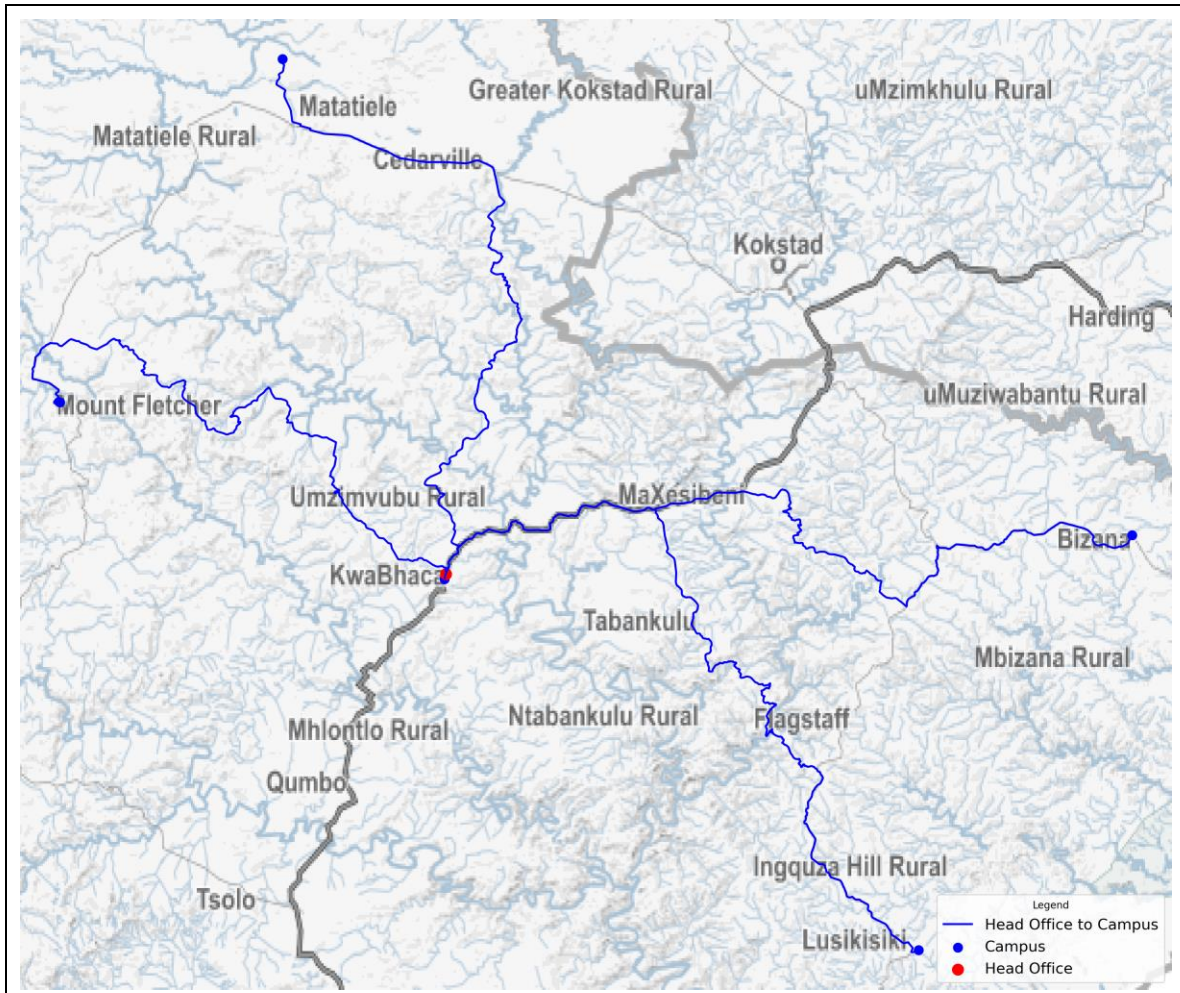 Matatiele
Greater Kokstad Rural
uMzimkhulu Rural
Matatiele Rural
Cedarville
Kokstad
Harding
Mount Fletcher
uMuziwabantu Rural
Umzimvubu Rural
MaXesibeni
Bizana
KwaBhaca
Tabankulu
Mbizana Rural
Ntabankulu Rural
Flagstaff
Mhlontlo Rural
Qumbo
Ingquza Hill Rural
Tsolo
Lusikisiki
Legend
Head Office to Campus
Campus
Head Office